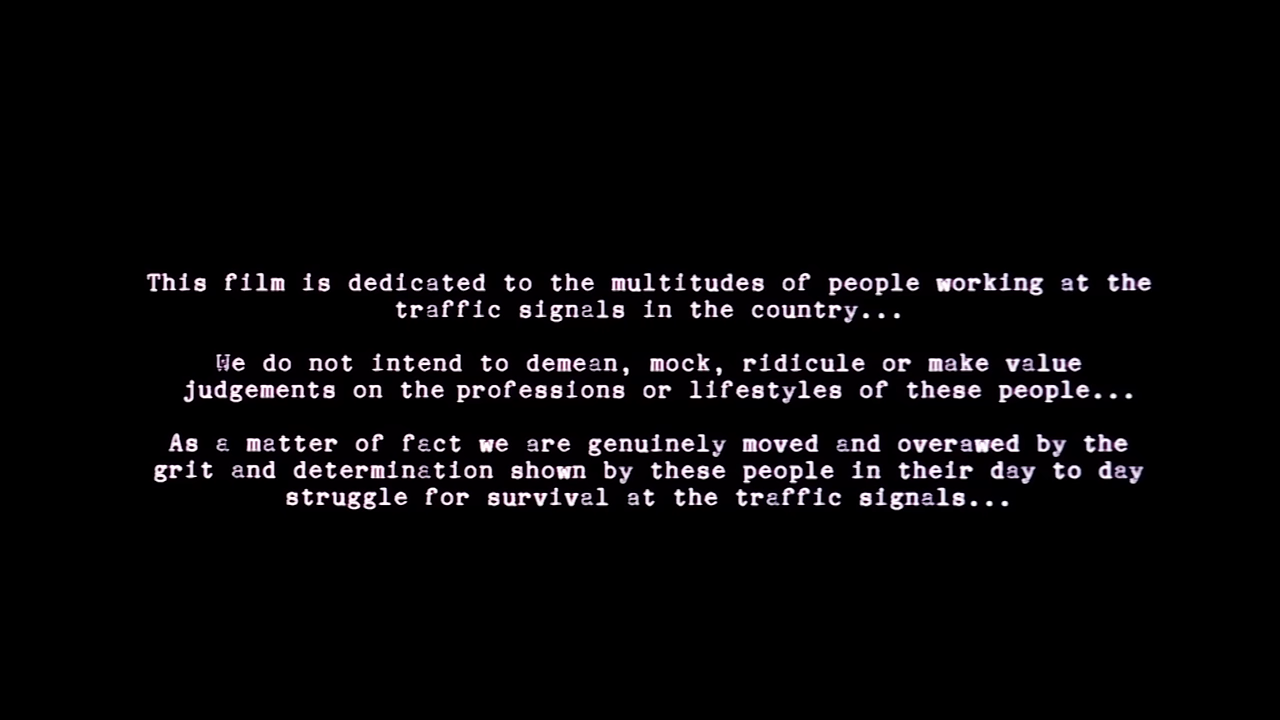 This film is dedicated to the multitudes of people working at the
traffic signals in the country...
We do not intend to demean, mock, ridicule or make value
judgements on the professions or lifestyles of these people...
As a matter of fact we are genuinely moved and overawed by the
grit and determination shown by these people in their day to day
struggle for survival at the traffic signals...